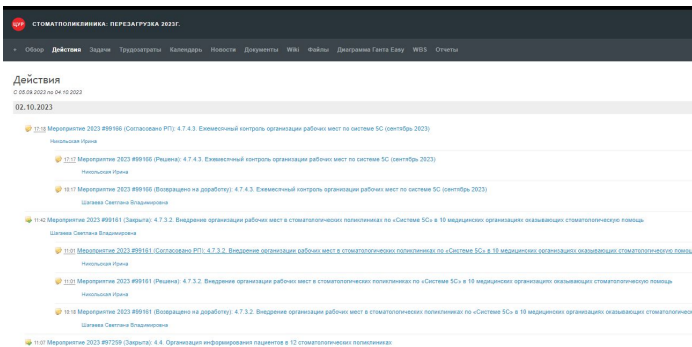 ЦУР СТОМАТПОЛИКЛИНИКА: ПЕРЕЗАГРУЗКА 2023Г.
+ Обзор Действия Задачи Трудозатраты Календарь Новости Документы Wiki Файлы Диаграмма Ганта Easy WBS Отчеты
Действия
С 05.09.2023 по 04.10.2023
02.10.2023
17:18 Мероприятие 2023 #99166 (Согласовано РП): 4.7.4.3. Ежемесячный контроль организации рабочих мест по системе 5С (сентябрь 2023)
Никольская Ирина
17:17 Мероприятие 2023 #99166 (Решена): 4.7.4.3. Ежемесячный контроль организации рабочих мест по системе 5С (сентябрь 2023)
Никольская Ирина
10:17 Мероприятие 2023 #99166 (Возвращено на доработку): 4.7.4.3. Ежемесячный контроль организации рабочих мест по системе 5С (сентябрь 2023)
Шагаева Светлана Владимировна
11:42 Мероприятие 2023 #99161 (Закрыта): 4.7.3.2. Внедрение организации рабочих мест в стоматологических поликлиниках по «Системе 5С» в 10 медицинских организациях оказывающих стоматологическую помощь
Шагаева Светлана Владимировна
11:01 Мероприятие 2023 #99161 (Согласовано РП): 4.7.3.2. Внедрение организации рабочих мест в стоматологических поликлиниках по «Системе 5С» в 10 медицинских организациях оказывающих стоматологическую помощ
Никольская Ирина
11:01 Мероприятие 2023 #99161 (Решена): 4.7.3.2. Внедрение организации рабочих мест в стоматологических поликлиниках по «Системе 5С» в 10 медицинских организациях оказывающих стоматологическую помощь
Никольская Ирина
10:18 Мероприятие 2023 #99161 (Возвращено на доработку): 4.7.3.2. Внедрение организации рабочих мест в стоматологических поликлиниках по «Системе 5С» в 10 медицинских организациях оказывающих стоматологичес
Шагаева Светлана Владимировна
11:07 Мероприятие 2023 #97259 (Закрыта): 4.4. Организация информирования пациентов в 12 стоматологических поликлиниках